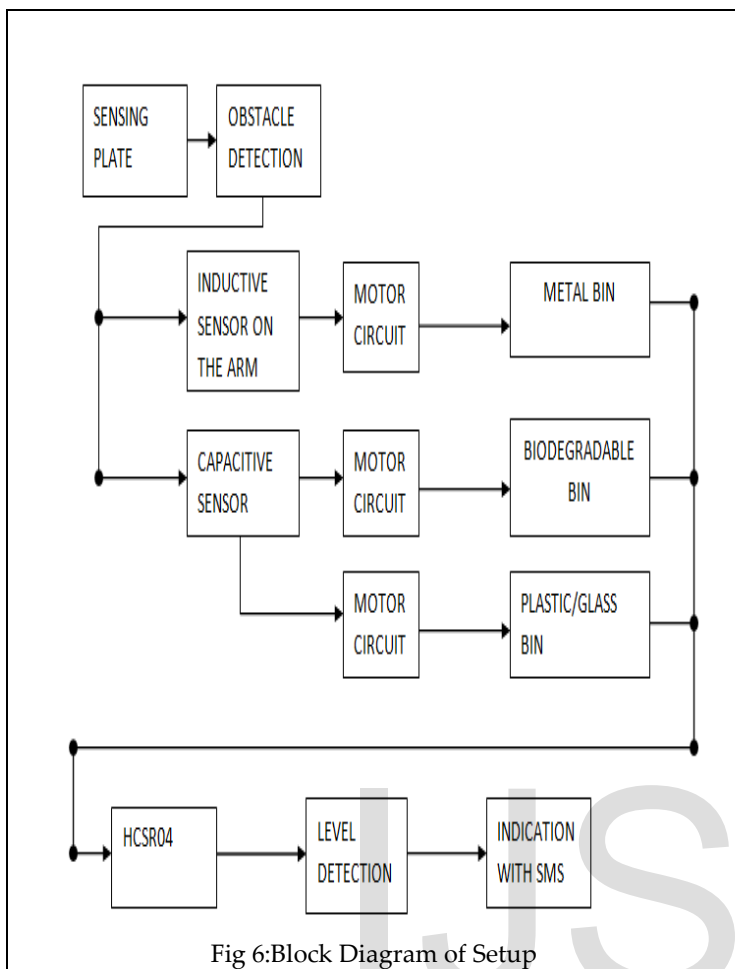 SENSING
PLATE
OBSTACLE
DETECTION
INDUCTIVE
SENSOR ON
THE ARM
MOTOR
CIRCUIT
METAL BIN
CAPACITIVE
SENSOR
MOTOR
CIRCUIT
BIODEGRADABLE
BIN
MOTOR
CIRCUIT
PLASTIC/GLASS
BIN
HCSR04
LEVEL
DETECTION
INDICATION
WITH SMS
IJS
Fig 6:Block Diagram of Setup